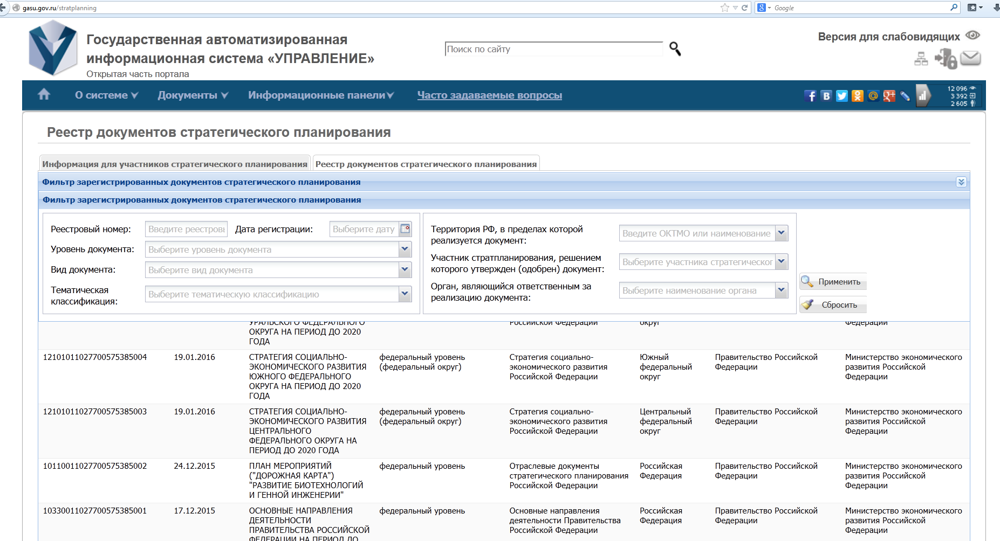 gasu.gov.ru/stratplanning
Google
Государственная автоматизированная
информационная система «УПРАВЛЕНИЕ»
Открытая часть портала
Поиск по сайту
Версия для слабовидящих
О системе
Документы
Информационные панели
Часто задаваемые вопросы
12 096
3 392
2 605
Реестр документов стратегического планирования
Информация для участников стратегического планирования
Реестр документов стратегического планирования
Фильтр зарегистрированных документов стратегического планирования
Фильтр зарегистрированных документов стратегического планирования
Реестровый номер:
Введите реестровы
Дата регистрации:
Выберите дату
Уровень документа:
Выберите уровень документа
Вид документа:
Выберите вид документа
Тематическая
классификация:
Выберите тематическую классификацию
Территория РФ, в пределах которой
реализуется документ:
Введите ОКТМО или наименование
Участник стратпланирования, решением
которого утвержден (одобрен) документ:
Выберите участника стратегическог
Орган, являющийся ответственным за
реализацию документа:
Выберите наименование органа
Применить
Сбросить
УРАЛЬСКОГО ФЕДЕРАЛЬНОГО
ОКРУГА НА ПЕРИОД ДО 2020
ГОДА
Российской Федерации
округ
Федерации
12101011027700575385004
19.01.2016
СТРАТЕГИЯ СОЦИАЛЬНО-
ЭКОНОМИЧЕСКОГО РАЗВИТИЯ
ЮЖНОГО ФЕДЕРАЛЬНОГО
ОКРУГА НА ПЕРИОД ДО 2020
ГОДА
федеральный уровень
(федеральный округ)
Стратегия социально-
экономического развития
Российской Федерации
Южный
федеральный
округ
Правительство Российской
Федерации
Министерство экономического
развития Российской
Федерации
12101011027700575385003
19.01.2016
СТРАТЕГИЯ СОЦИАЛЬНО-
ЭКОНОМИЧЕСКОГО РАЗВИТИЯ
ЦЕНТРАЛЬНОГО
ФЕДЕРАЛЬНОГО ОКРУГА НА
ПЕРИОД ДО 2020 ГОДА
федеральный уровень
(федеральный округ)
Стратегия социально-
экономического развития
Российской Федерации
Центральный
федеральный
округ
Правительство Российской
Федерации
Министерство экономического
развития Российской
Федерации
10110011027700575385002
24.12.2015
ПЛАН МЕРОПРИЯТИЙ
("ДОРОЖНАЯ КАРТА")
"РАЗВИТИЕ БИОТЕХНОЛОГИЙ
И ГЕННОЙ ИНЖЕНЕРИИ"
федеральный уровень
Отраслевые документы
стратегического планирования
Российской Федерации
Российская
Федерация
Правительство Российской
Федерации
Министерство экономического
развития Российской
Федерации
10330011027700575385001
17.12.2015
ОСНОВНЫЕ НАПРАВЛЕНИЯ
ДЕЯТЕЛЬНОСТИ
ПРАВИТЕЛЬСТВА РОССИЙСКОЙ
ФЕДЕРАЦИИ НА ПЕРИОД ДО
федеральный уровень
Основные направления
деятельности Правительства
Российской Федерации
Российская
Федерация
Правительство Российской
Федерации
Министерство экономического
развития Российской
Федерации